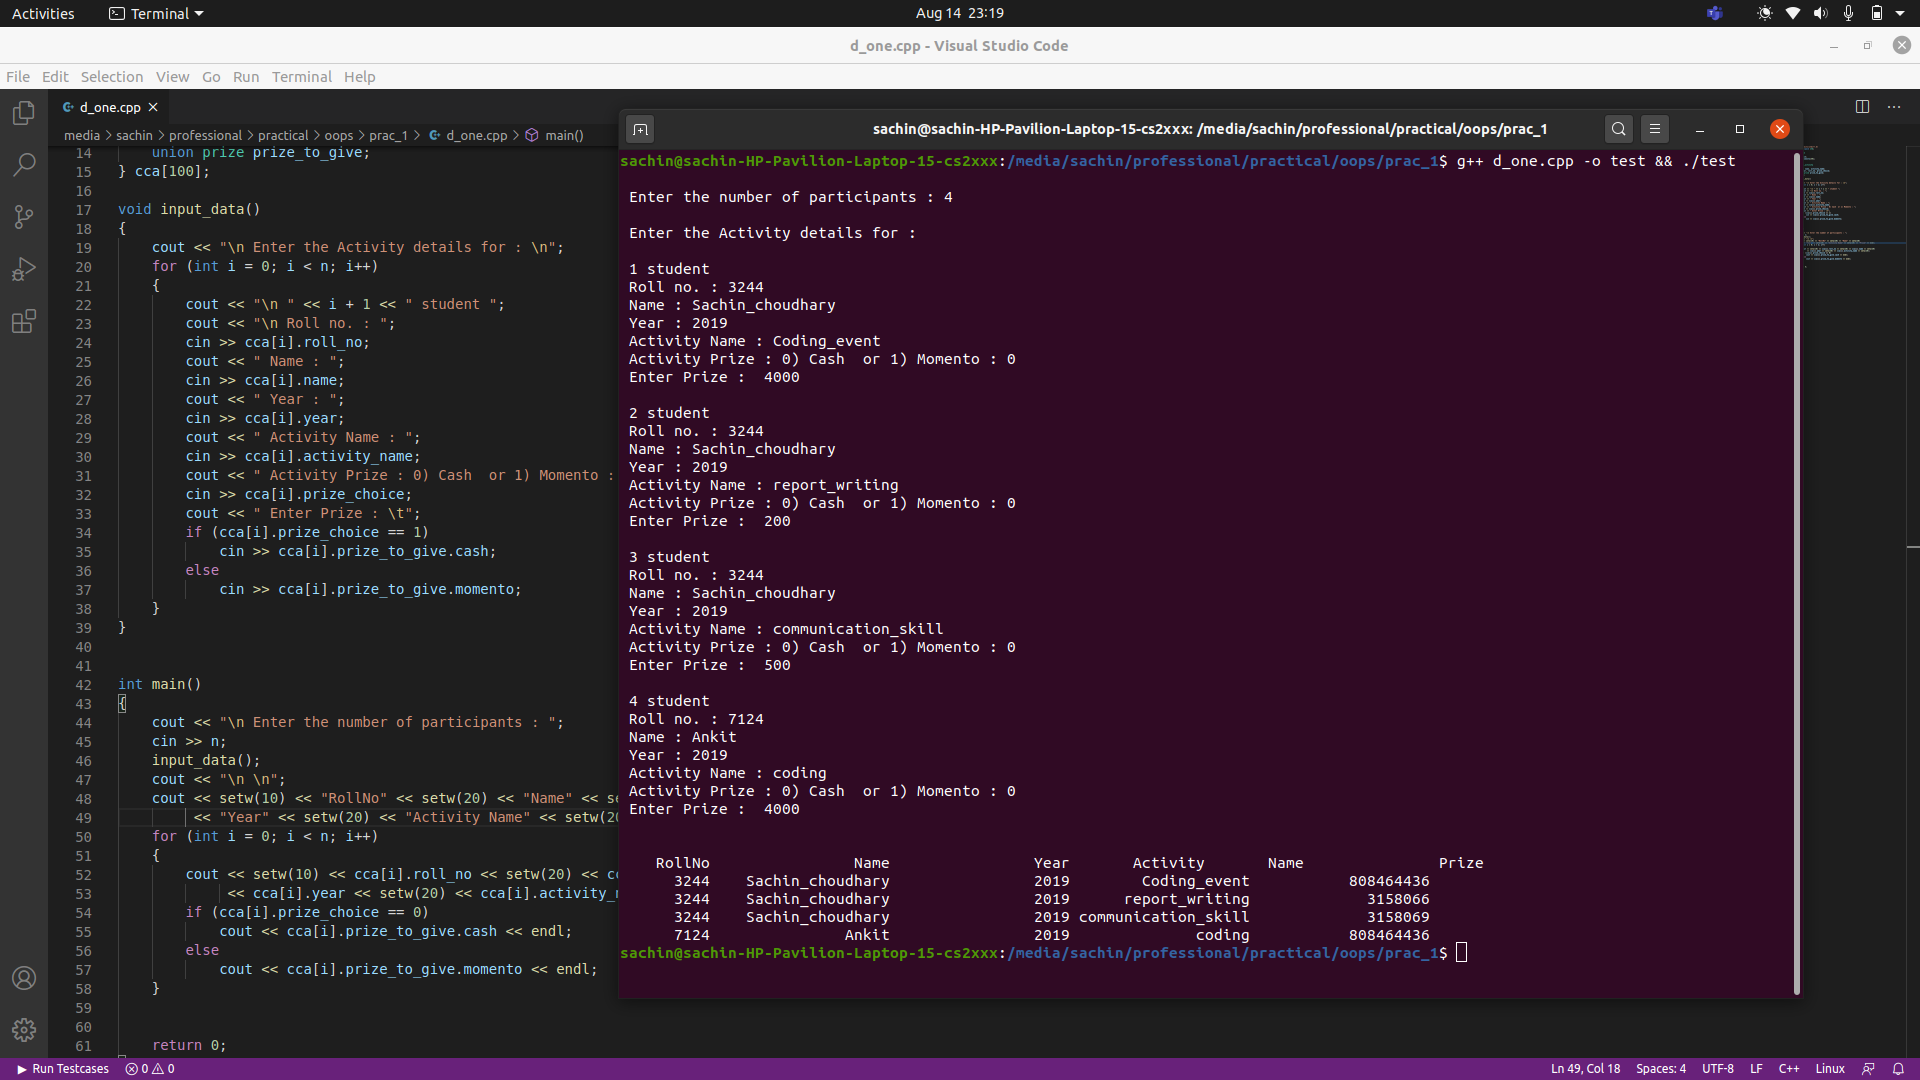 Activities Terminal Aug 14 23:19
d_one.cpp - Visual Studio Code
File Edit Selection View Go Run Terminal Help
d_one.cpp
media > sachin > professional > practical > oops > prac_1 > d_one.cpp > main()
14 union prize prize_to_give;
15 } cca[100];
16
17 void input_data()
18 {
19 cout << "\n Enter the Activity details for : \n";
20 for (int i = 0; i < n; i++)
21 {
22 cout << "\n " << i + 1 << " student ";
23 cout << "\n Roll no. : ";
24 cin >> cca[i].roll_no;
25 cout << " Name : ";
26 cin >> cca[i].name;
27 cout << " Year : ";
28 cin >> cca[i].year;
29 cout << " Activity Name : ";
30 cin >> cca[i].activity_name;
31 cout << " Activity Prize : 0) Cash  or 1) Momento :
32 cin >> cca[i].prize_choice;
33 cout << " Enter Prize : \t";
34 if (cca[i].prize_choice == 1)
35 cin >> cca[i].prize_to_give.cash;
36 else
37 cin >> cca[i].prize_to_give.momento;
38 }
39 }
40
41
42 int main()
43 {
44 cout << "\n Enter the number of participants : ";
45 cin >> n;
46 input_data();
47 cout << "\n \n";
48 cout << setw(10) << "RollNo" << setw(20) << "Name" << se
49 << "Year" << setw(20) << "Activity Name" << setw(20
50 for (int i = 0; i < n; i++)
51 {
52 cout << setw(10) << cca[i].roll_no << setw(20) << cc
53 << cca[i].year << setw(20) << cca[i].activity_n
54 if (cca[i].prize_choice == 0)
55 cout << cca[i].prize_to_give.cash << endl;
56 else
57 cout << cca[i].prize_to_give.momento << endl;
58 }
59
60
61 return 0;
sachin@sachin-HP-Pavilion-Laptop-15-cs2xxx: /media/sachin/professional/practical/oops/prac_1
sachin@sachin-HP-Pavilion-Laptop-15-cs2xxx:/media/sachin/professional/practical/oops/prac_1$ g++ d_one.cpp -o test && ./test
Enter the number of participants : 4
Enter the Activity details for :
1 student
Roll no. : 3244
Name : Sachin_choudhary
Year : 2019
Activity Name : Coding_event
Activity Prize : 0) Cash  or 1) Momento : 0
Enter Prize :  4000
2 student
Roll no. : 3244
Name : Sachin_choudhary
Year : 2019
Activity Name : report_writing
Activity Prize : 0) Cash  or 1) Momento : 0
Enter Prize :  200
3 student
Roll no. : 3244
Name : Sachin_choudhary
Year : 2019
Activity Name : communication_skill
Activity Prize : 0) Cash  or 1) Momento : 0
Enter Prize :  500
4 student
Roll no. : 7124
Name : Ankit
Year : 2019
Activity Name : coding
Activity Prize : 0) Cash  or 1) Momento : 0
Enter Prize :  4000
RollNo Name Year Activity Name Prize
3244 Sachin_choudhary 2019 Coding_event 808464436
3244 Sachin_choudhary 2019 report_writing 3158066
3244 Sachin_choudhary 2019 communication_skill 3158069
7124 Ankit 2019 coding 808464436
sachin@sachin-HP-Pavilion-Laptop-15-cs2xxx:/media/sachin/professional/practical/oops/prac_1$
Run Testcases 0 0 Ln 49, Col 18 Spaces: 4 UTF-8 LF C++ Linux